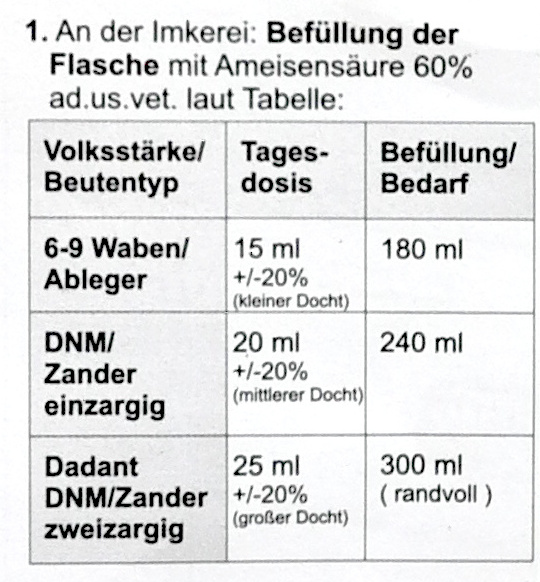 1. An der Imkerei: Befüllung der
Flasche mit Ameisensäure 60%
ad.us.vet. laut Tabelle:
Volksstärke/ Tages- Befüllung/
Beutentyp dosis Bedarf
6-9 Waben/ 15 ml 180 ml
Ableger +/-20%
(kleiner Docht)
DNM/ 20 ml 240 ml
Zander +/-20%
einzargig (mittlerer Docht)
Dadant 25 ml 300 ml
DNM/Zander +/-20% ( randvoll )
zweizargig (großer Docht)